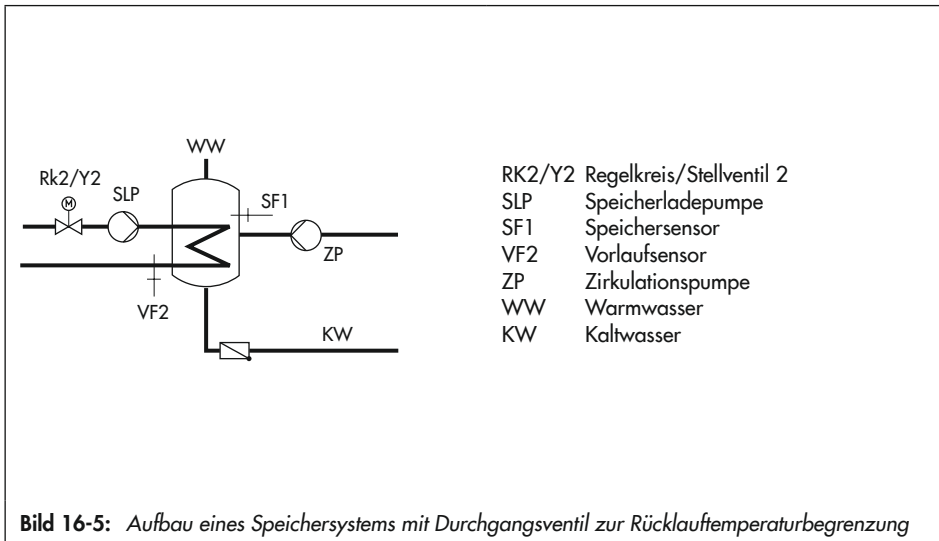 WW
Rk2/Y2
M
SLP
SF1
ZP
VF2
KW
RK2/Y2 Regelkreis/Stellventil 2
SLP Speicherladepumpe
SF1 Speichersensor
VF2 Vorlaufsensor
ZP Zirkulationspumpe
WW Warmwasser
KW Kaltwasser
Bild 16-5: Aufbau eines Speichersystems mit Durchgangsventil zur Rücklauftemperaturbegrenzung